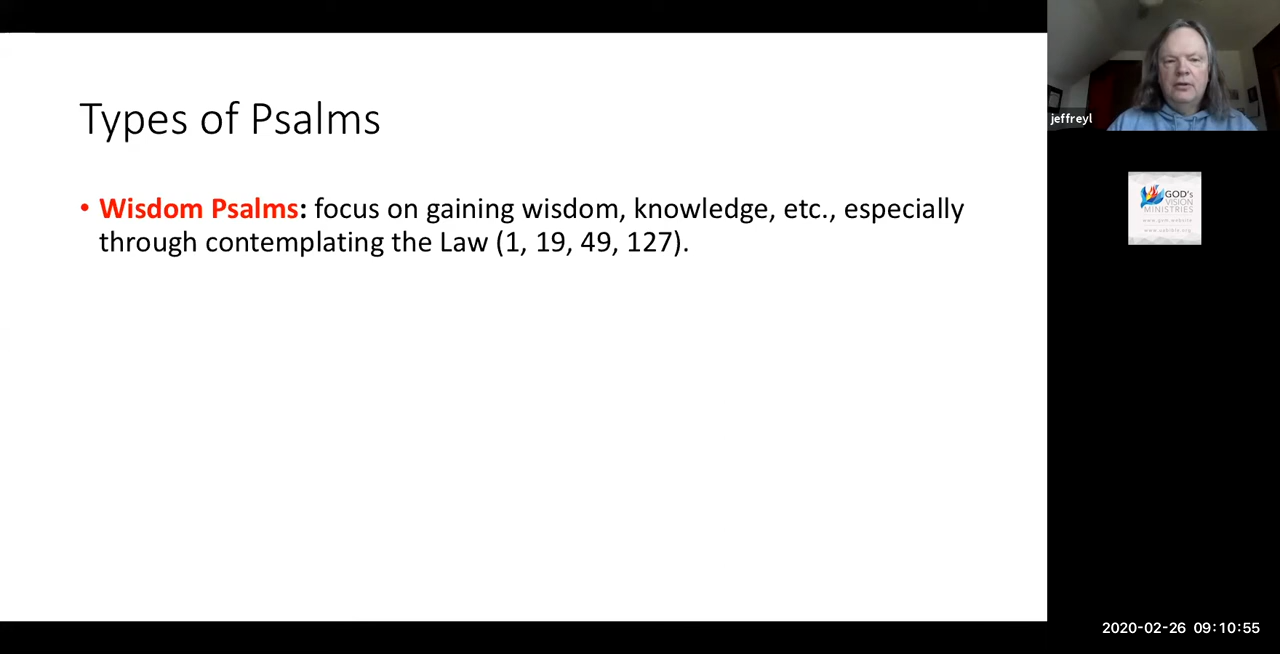 Types of Psalms
• Wisdom Psalms: focus on gaining wisdom, knowledge, etc., especially
through contemplating the Law (1, 19, 49, 127).
jeffreyl
GOD's
VISION
MINISTRIES
2020-02-26 09:10:55